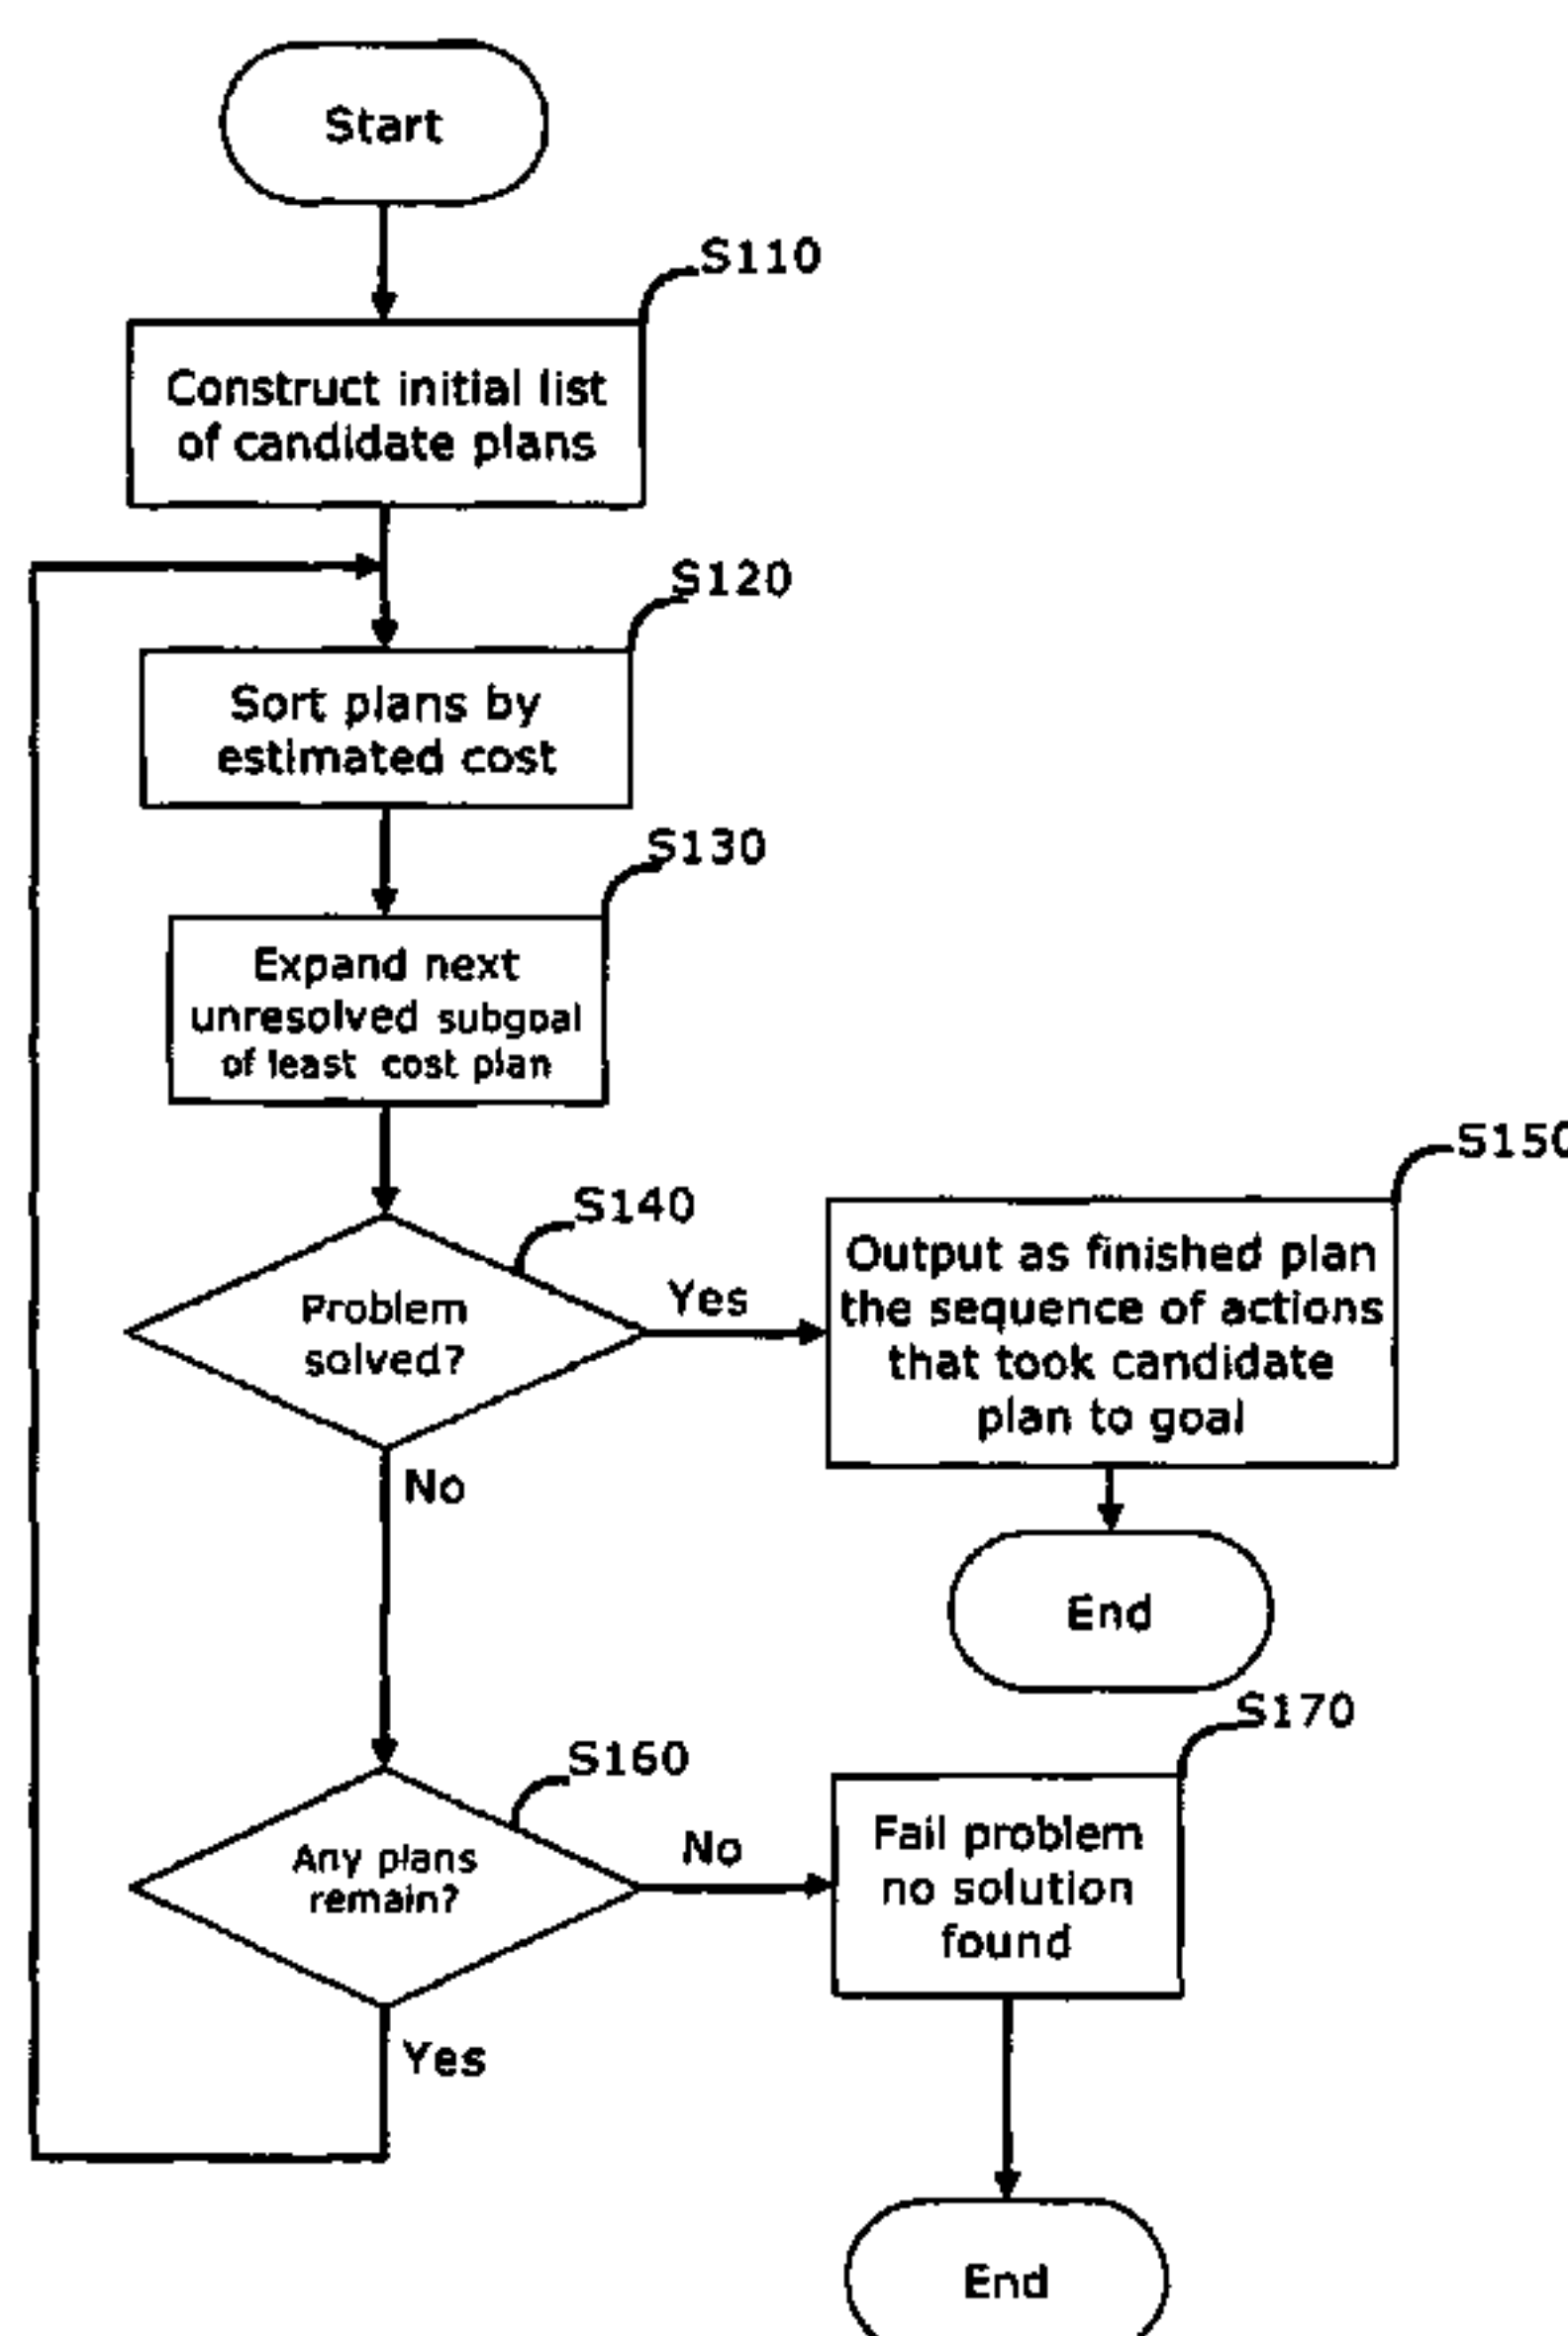 Start
S110
Construct initial list
of candidate plans
S120
Sort plans by
estimated cost
S130
Expand next
unresolved subgoal
of least cost plan
S140
Problem
solved?
Yes
S150
Output as finished plan
the sequence of actions
that took candidate
plan to goal
No
End
S160
Any plans
remain?
No
S170
Fail problem
no solution
found
Yes
End